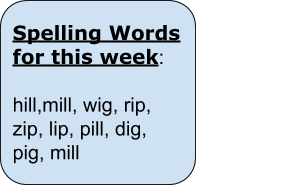 Spelling Words
for this week:
hill,mill, wig, rip,
zip, lip, pill, dig,
pig, mill